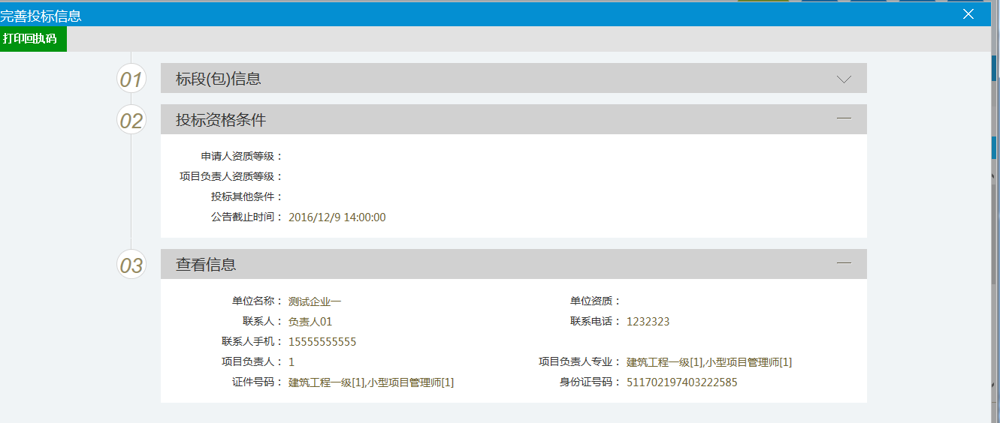 完善投标信息
打印回执码
01 标段(包)信息
02 投标资格条件
申请人资质等级：
项目负责人资质等级：
投标其他条件：
公告截止时间： 2016/12/9 14:00:00
03 查看信息
单位名称： 测试企业一 单位资质：
联系人： 负责人01 联系电话： 1232323
联系人手机： 15555555555
项目负责人： 1 项目负责人专业： 建筑工程一级[1],小型项目管理师[1]
证件号码： 建筑工程一级[1],小型项目管理师[1] 身份证号码： 511702197403222585